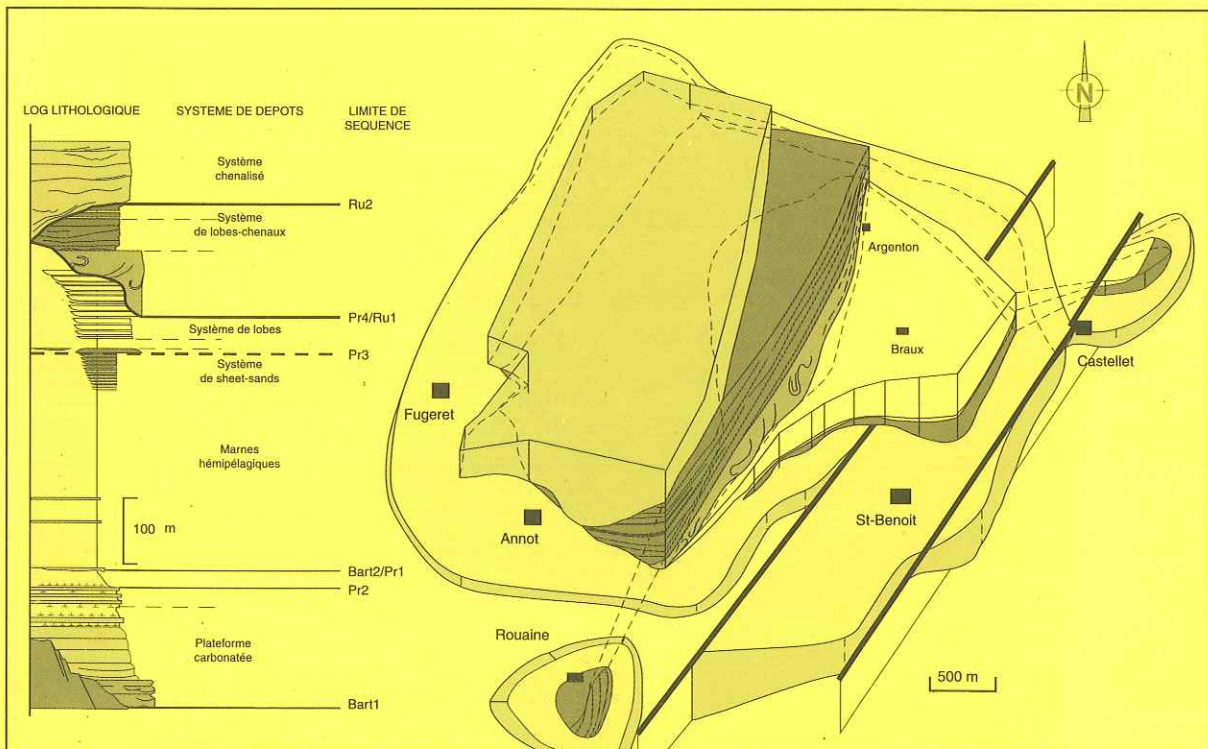 LOG LITHOLOGIQUE
SYSTEME DE DEPOTS
LIMITE DE
SEQUENCE
Système
chenalisé
Ru2
Système
de lobes-chenaux
Pr4/Ru1
Système de lobes
Pr3
Système
de sheet-sands
Marnes
hémipélagiques
100 m
Bart2/Pr1
Pr2
Plateforme
carbonatée
Bart1
N
Argenton
Braux
Castellet
Fugeret
Annot
St-Benoit
Rouaine
500 m